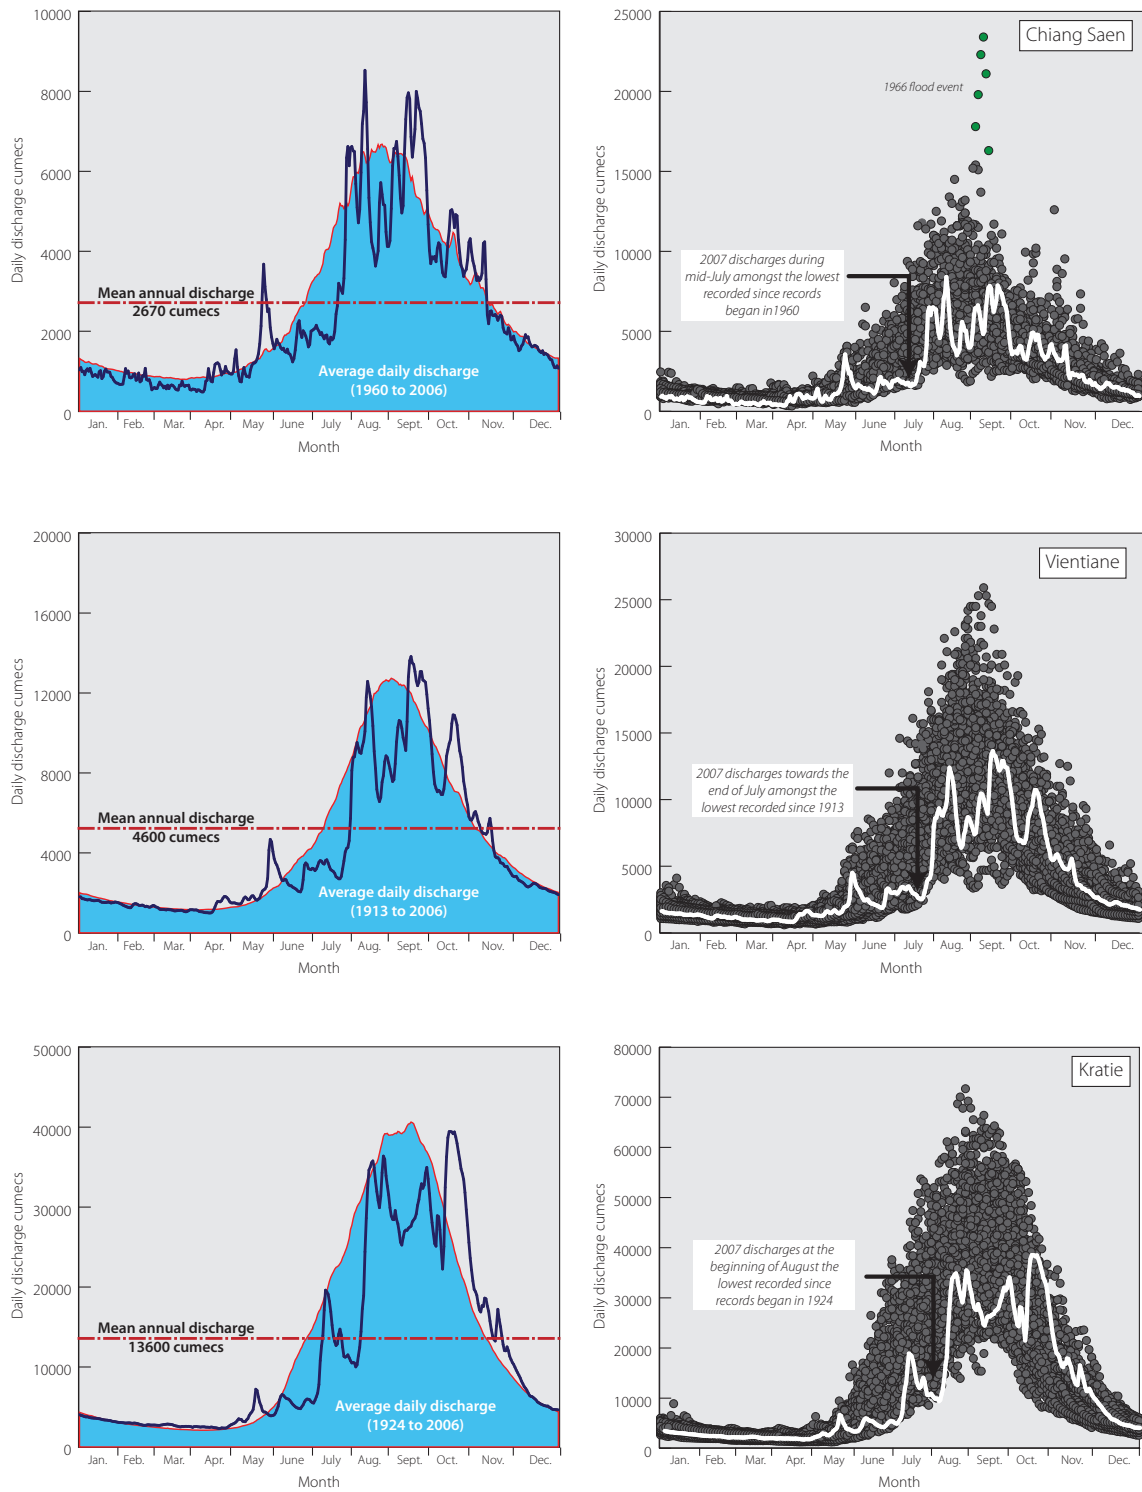 10000
8000
6000
4000
2000
0
Daily discharge cumecs
Mean annual discharge
2670 cumecs
Average daily discharge
(1960 to 2006)
Jan. Feb. Mar. Apr. May June July Aug. Sept. Oct. Nov. Dec.
Month
25000
20000
15000
10000
5000
0
Daily discharge cumecs
Chiang Saen
1966 flood event
2007 discharges during
mid-July amongst the lowest
recorded since records
began in1960
Jan. Feb. Mar. Apr. May June July Aug. Sept. Oct. Nov. Dec.
Month
20000
16000
12000
8000
4000
0
Daily discharge cumecs
Mean annual discharge
4600 cumecs
Average daily discharge
(1913 to 2006)
Jan. Feb. Mar. Apr. May June July Aug. Sept. Oct. Nov. Dec.
Month
30000
25000
20000
15000
10000
5000
0
Daily discharge cumecs
Vientiane
2007 discharges towards the
end of July amongst the
lowest recorded since 1913
Jan. Feb. Mar. Apr. May June July Aug. Sept. Oct. Nov. Dec.
Month
50000
40000
30000
20000
10000
0
Daily discharge cumecs
Mean annual discharge
13600 cumecs
Average daily discharge
(1924 to 2006)
Jan. Feb. Mar. Apr. May June July Aug. Sept. Oct. Nov. Dec.
Month
80000
70000
60000
50000
40000
30000
20000
10000
0
Daily discharge cumecs
Kratie
2007 discharges at the
beginning of August the
lowest recorded since
records began in 1924
Jan. Feb. Mar. Apr. May June July Aug. Sept. Oct. Nov. Dec.
Month